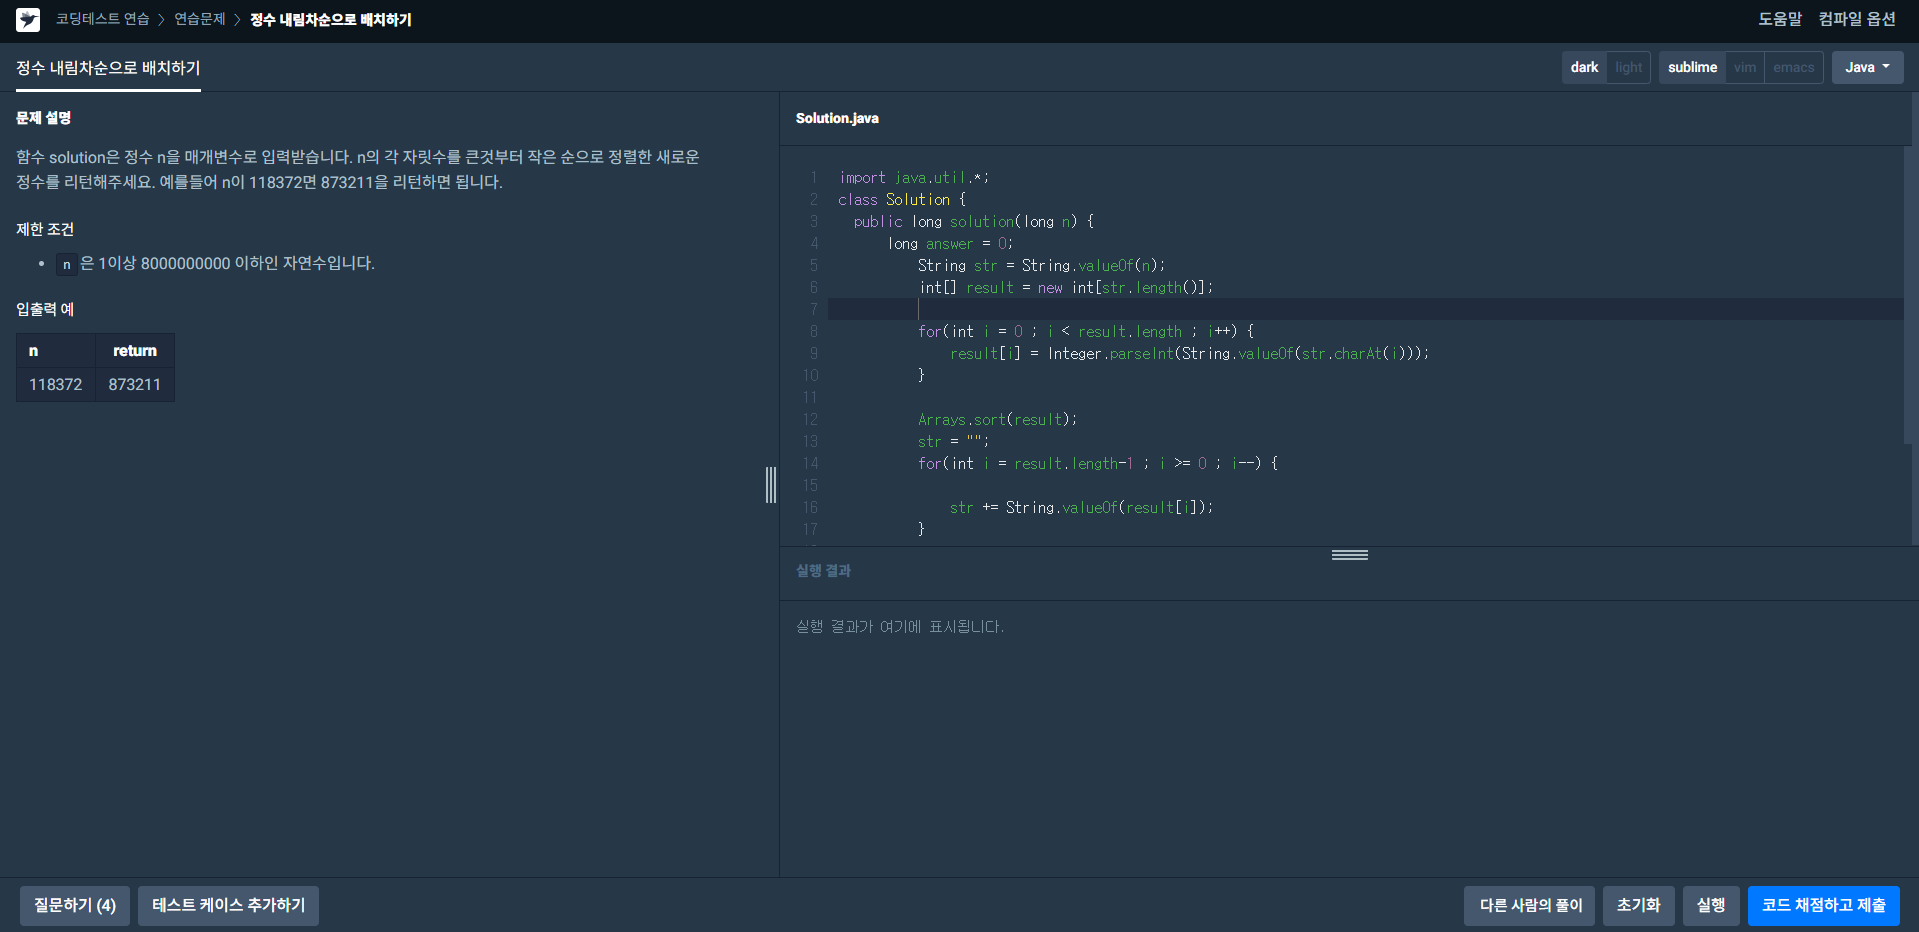 코딩테스트 연습 > 연습문제 > 정수 내림차순으로 배치하기
도움말 컴파일 옵션
정수 내림차순으로 배치하기
dark light sublime vim emacs Java
문제 설명
함수 solution은 정수 n을 매개변수로 입력받습니다. n의 각 자릿수를 큰것부터 작은 순으로 정렬한 새로운
정수를 리턴해주세요. 예를들어 n이 118372면 873211을 리턴하면 됩니다.
제한 조건
• n 은 1이상 8000000000 이하인 자연수입니다.
입출력 예
n return
118372 873211
Solution.java
1 import java.util.*;
2 class Solution {
3 public long solution(long n) {
4 long answer = 0;
5 String str = String.valueOf(n);
6 int[] result = new int[str.length()];
7
8 for(int i = 0 ; i < result.length ; i++) {
9 result[i] = Integer.parseInt(String.valueOf(str.charAt(i)));
10 }
11
12 Arrays.sort(result);
13 str = "";
14 for(int i = result.length-1 ; i >= 0 ; i--) {
15
16 str += String.valueOf(result[i]);
17 }
실행 결과
실행 결과가 여기에 표시됩니다.
질문하기 (4) 테스트 케이스 추가하기 다른 사람의 풀이 초기화 실행 코드 채점하고 제출